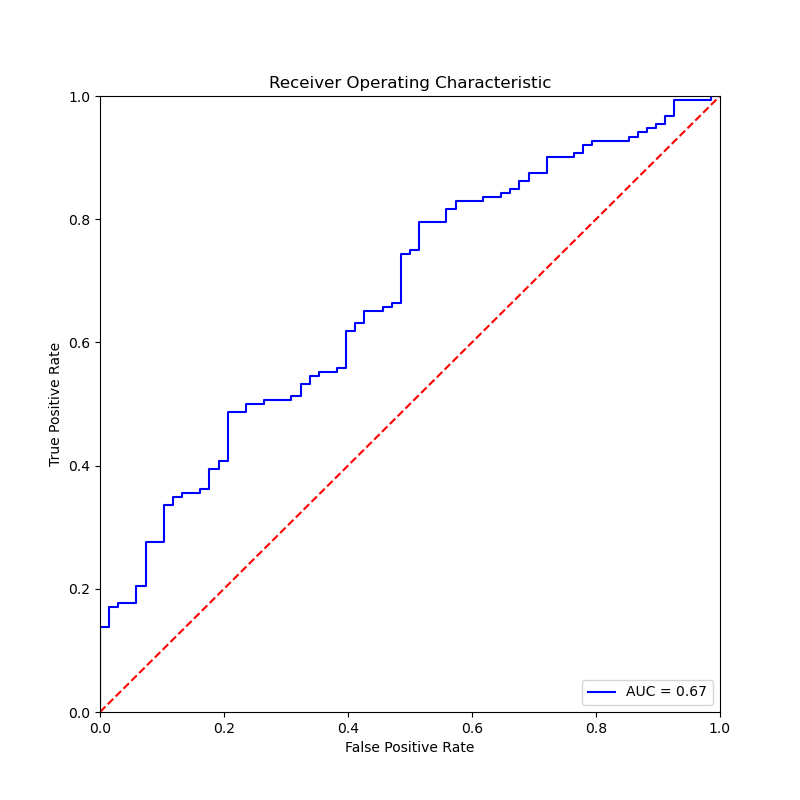 Receiver Operating Characteristic
True Positive Rate
1.0
0.8
0.6
0.4
0.2
0.0
0.0 0.2 0.4 0.6 0.8 1.0
False Positive Rate
AUC = 0.67